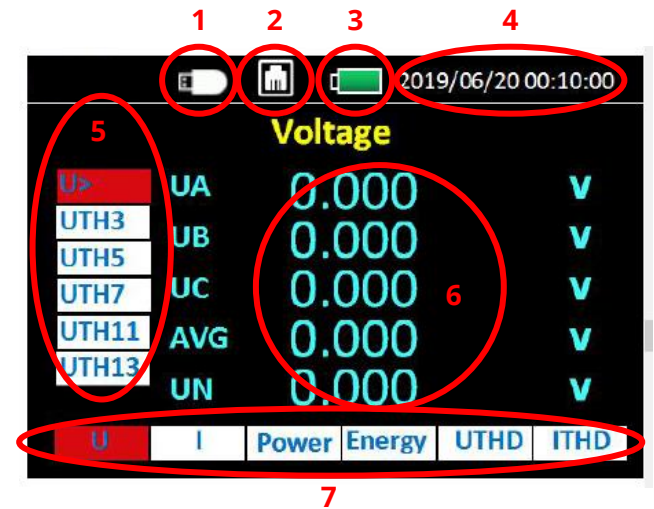 1 2 3 4
2019/06/20 00:10:00
5 Voltage
U> UA 0.000 V
UTH3
UB 0.000 V
UTH5
UTH7 UC 0.000 6 V
UTH11 AVG 0.000 V
UTH13
UN 0.000 V
U I Power Energy UTHD ITHD
7